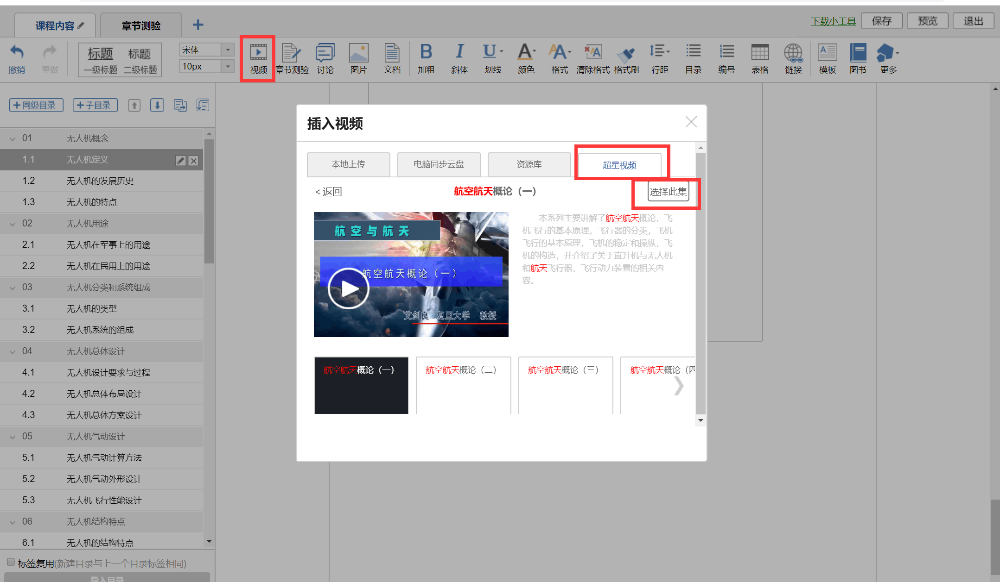 课程内容
章节测验
下载小工具
保存
预览
退出
撤销
重做
标题
一级标题
标题
二级标题
宋体
10px
视频
章节测验
讨论
图片
文档
加粗
斜体
划线
颜色
格式
清除格式
格式刷
行距
目录
编号
表格
链接
模板
图书
更多
+同级目录
+子目录
01 无人机概念
1.1 无人机定义
1.2 无人机的发展历史
1.3 无人机的特点
02 无人机用途
2.1 无人机在军事上的用途
2.2 无人机在民用上的用途
03 无人机分类和系统组成
3.1 无人机的类型
3.2 无人机系统的组成
04 无人机总体设计
4.1 无人机设计要求与过程
4.2 无人机总体布局设计
4.3 无人机总体方案设计
05 无人机气动设计
5.1 无人机气动计算方法
5.2 无人机气动外形设计
5.3 无人机飞行性能设计
06 无人机结构特点
6.1 无人机的结构特点
标签复用(新建目录与上一个目录标签相同)
导入目录
插入视频
本地上传
电脑同步云盘
资源库
超星视频
< 返回
航空航天概论（一）
选择此集
航空与航天
航空航天概论（一）
艾剑良 复旦大学 教授
本系列主要讲解了航空航天概论，飞
机飞行的基本原理，飞行器的分类，飞机
飞行的基本原理，飞机的稳定和操纵，飞
机的构造，并介绍了关于直升机与无人机
和航天飞行器，飞行动力装置的相关内
容。
航空航天概论（一）
航空航天概论（二）
航空航天概论（三）
航空航天概论（四